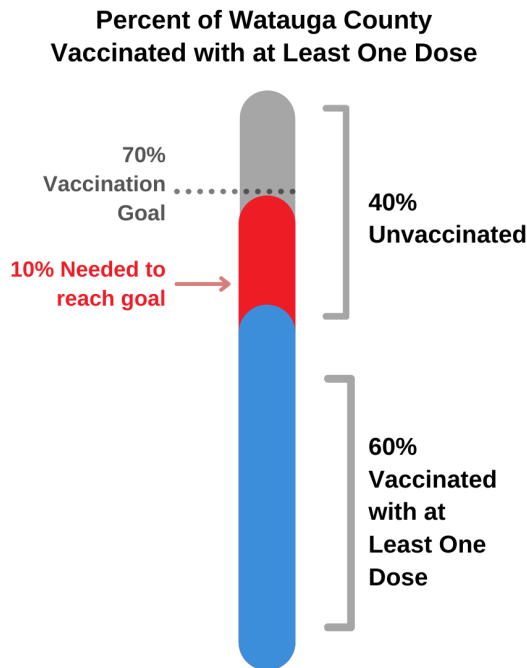 Percent of Watauga County
Vaccinated with at Least One Dose
70%
Vaccination
Goal
40%
Unvaccinated
10% Needed to
reach goal
60%
Vaccinated
with at
Least One
Dose